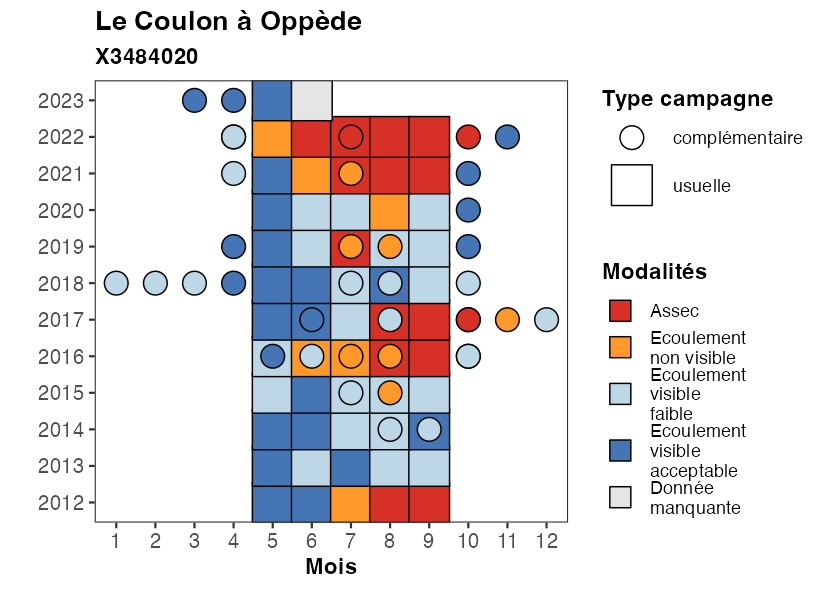 Le Coulon à Oppède
X3484020
2023
2022
2021
2020
2019
2018
2017
2016
2015
2014
2013
2012
1 2 3 4 5 6 7 8 9 10 11 12
Mois
Type campagne
complémentaire
usuelle
Modalités
Assec
Ecoulement
non visible
Ecoulement
visible
faible
Ecoulement
visible
acceptable
Donnée
manquante